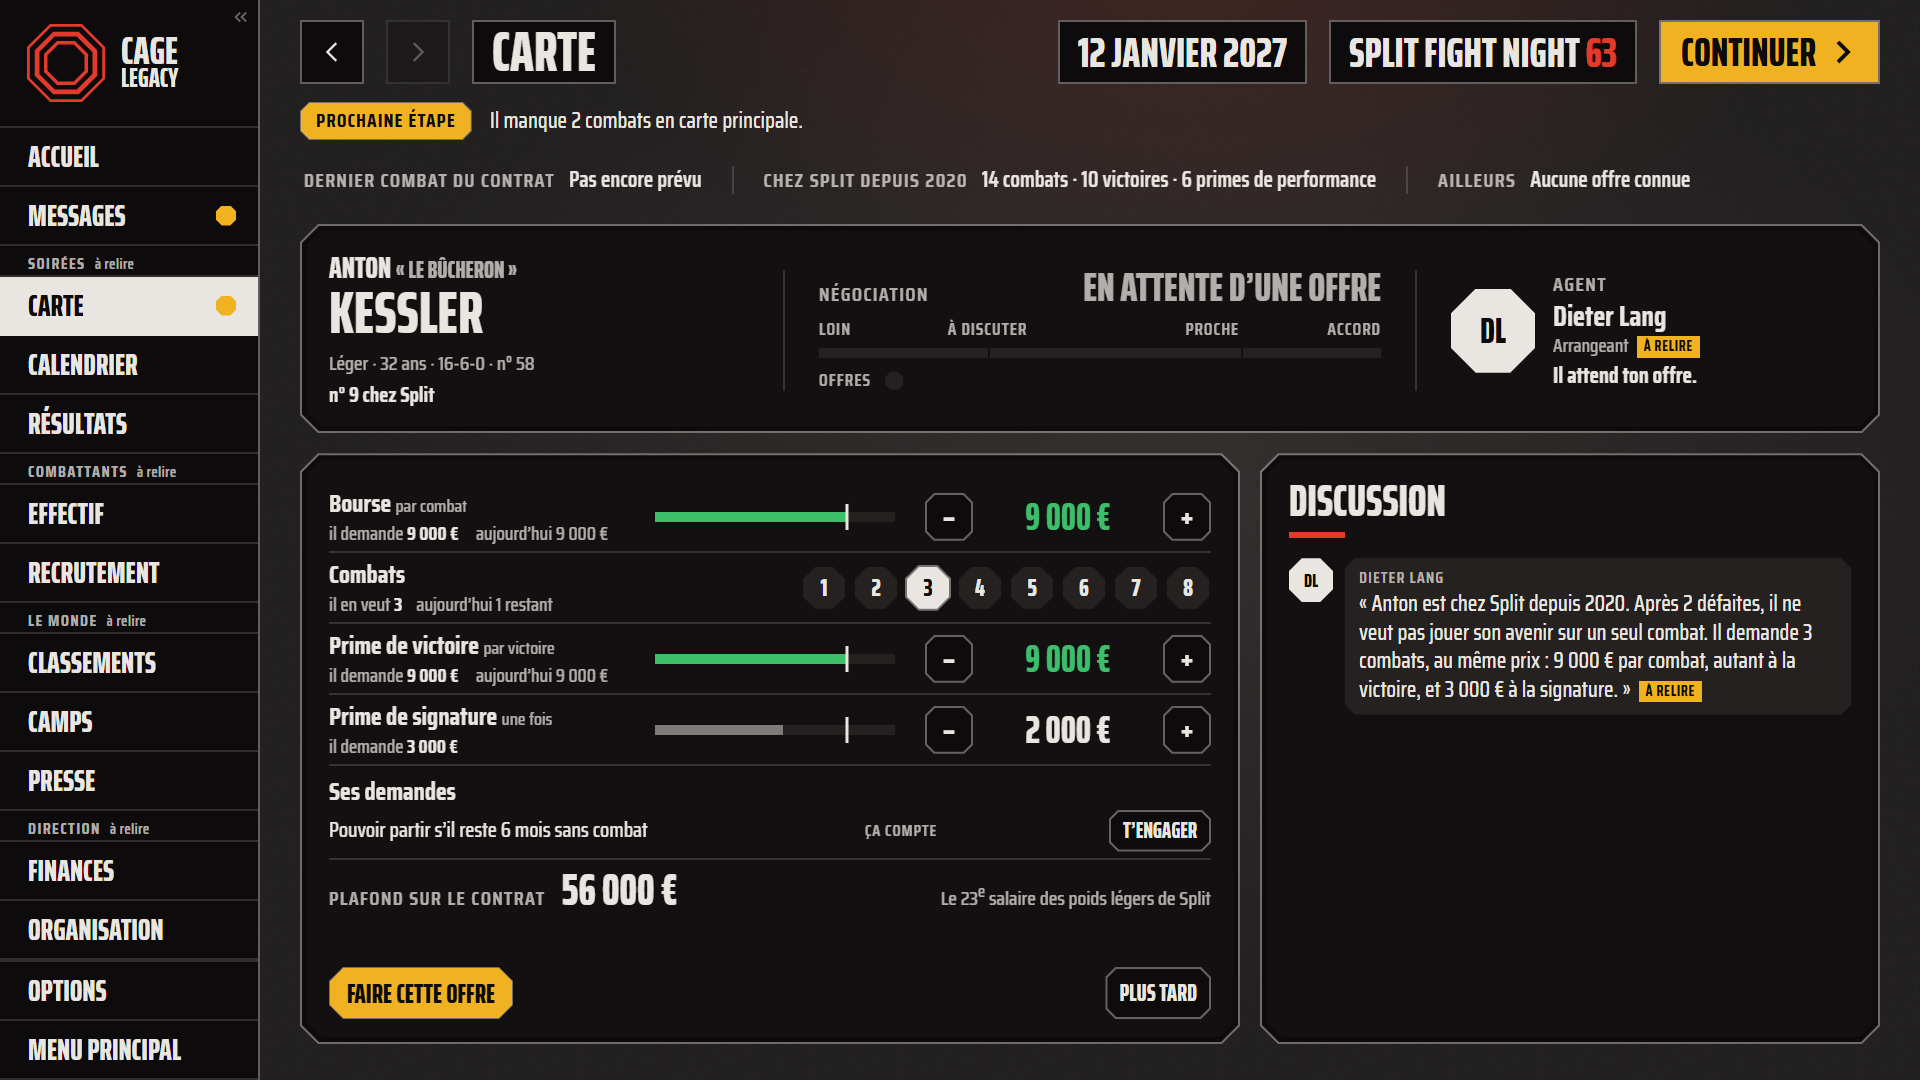 CAGE
LEGACY
«
ACCUEIL
MESSAGES
SOIRÉES à relire
CARTE
CALENDRIER
RÉSULTATS
COMBATTANTS à relire
EFFECTIF
RECRUTEMENT
LE MONDE à relire
CLASSEMENTS
CAMPS
PRESSE
DIRECTION à relire
FINANCES
ORGANISATION
OPTIONS
MENU PRINCIPAL
CARTE
12 JANVIER 2027
SPLIT FIGHT NIGHT 63
CONTINUER
PROCHAINE ÉTAPE Il manque 2 combats en carte principale.
DERNIER COMBAT DU CONTRAT Pas encore prévu
CHEZ SPLIT DEPUIS 2020 14 combats · 10 victoires · 6 primes de performance
AILLEURS Aucune offre connue
ANTON « LE BÛCHERON »
KESSLER
Léger · 32 ans · 16-6-0 · n° 58
n° 9 chez Split
NÉGOCIATION EN ATTENTE D’UNE OFFRE
LOIN À DISCUTER PROCHE ACCORD
OFFRES
DL
AGENT
Dieter Lang
Arrangeant À RELIRE
Il attend ton offre.
Bourse par combat
il demande 9 000 € aujourd’hui 9 000 €
– 9 000 € +
Combats
il en veut 3 aujourd’hui 1 restant
1 2 3 4 5 6 7 8
Prime de victoire par victoire
il demande 9 000 € aujourd’hui 9 000 €
– 9 000 € +
Prime de signature une fois
il demande 3 000 €
– 2 000 € +
Ses demandes
Pouvoir partir s’il reste 6 mois sans combat ÇA COMPTE T’ENGAGER
PLAFOND SUR LE CONTRAT 56 000 € Le 23e salaire des poids légers de Split
FAIRE CETTE OFFRE PLUS TARD
DISCUSSION
DL
DIETER LANG
« Anton est chez Split depuis 2020. Après 2 défaites, il ne
veut pas jouer son avenir sur un seul combat. Il demande 3
combats, au même prix : 9 000 € par combat, autant à la
victoire, et 3 000 € à la signature. » À RELIRE